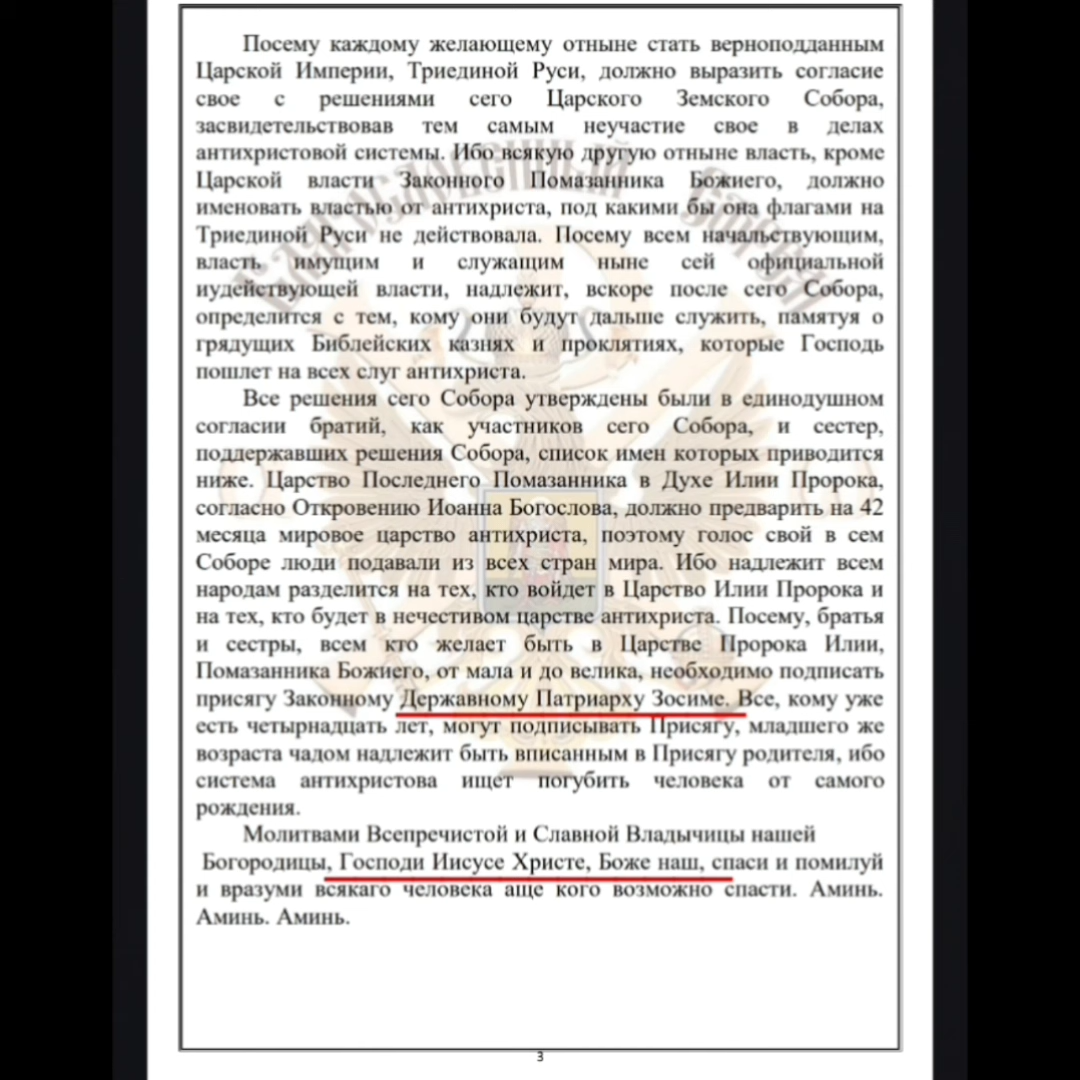 Посему каждому желающему отныне стать верноподданным
Царской Империи, Триединой Руси, должно выразить согласие
свое с решениями сего Царского Земского Собора,
засвидетельствовав тем самым неучастие свое в делах
антихристовой системы. Ибо всякую другую отныне власть, кроме
Царской власти Законного Помазанника Божиего, должно
именовать властью от антихриста, под какими бы она флагами на
Триединой Руси не действовала. Посему всем начальствующим,
власть имущим и служащим ныне сей официальной
иудействующей власти, надлежит, вскоре после сего Собора,
определится с тем, кому они будут дальше служить, памятуя о
грядущих Библейских казнях и проклятиях, которые Господь
пошлет на всех слуг антихриста.
Все решения сего Собора утверждены были в единодушном
согласии братий, как участников сего Собора, и сестер,
поддержавших решения Собора, список имен которых приводится
ниже. Царство Последнего Помазанника в Духе Илии Пророка,
согласно Откровению Иоанна Богослова, должно предварить на 42
месяца мировое царство антихриста, поэтому голос свой в сем
Соборе люди подавали из всех стран мира. Ибо надлежит всем
народам разделится на тех, кто войдет в Царство Илии Пророка и
на тех, кто будет в нечестивом царстве антихриста. Посему, братья
и сестры, всем кто желает быть в Царстве Пророка Илии,
Помазанника Божиего, от мала и до велика, необходимо подписать
присягу Законному Державному Патриарху Зосиме. Все, кому уже
есть четырнадцать лет, могут подписывать Присягу, младшего же
возраста чадом надлежит быть вписанным в Присягу родителя, ибо
система антихристова ищет погубить человека от самого
рождения.
Молитвами Всепречистой и Славной Владычицы нашей
Богородицы, Господи Иисусе Христе, Боже наш, спаси и помилуй
и вразуми всякаго человека аще кого возможно спасти. Аминь.
Аминь. Аминь.
3